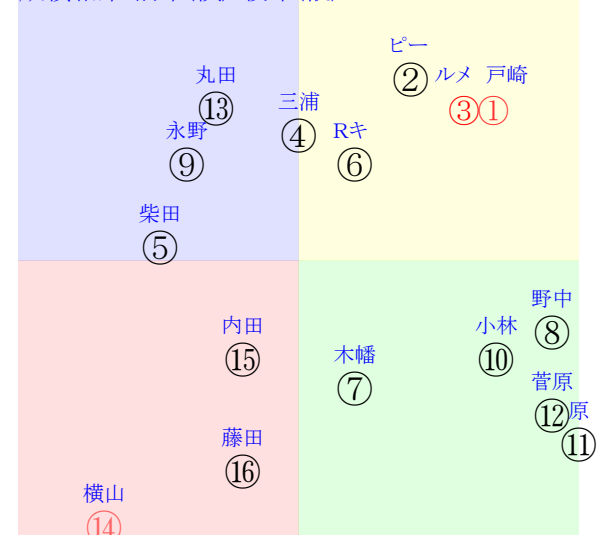 ピー
②
ルメ 戸崎
③①
丸田
⑬
三浦
④
Rキ
⑥
永野
⑨
柴田
⑤
野中
⑧
内田
⑮
小林
⑩
木幡
⑦
菅原
⑫
原
⑪
藤田
⑯
横山
⑭